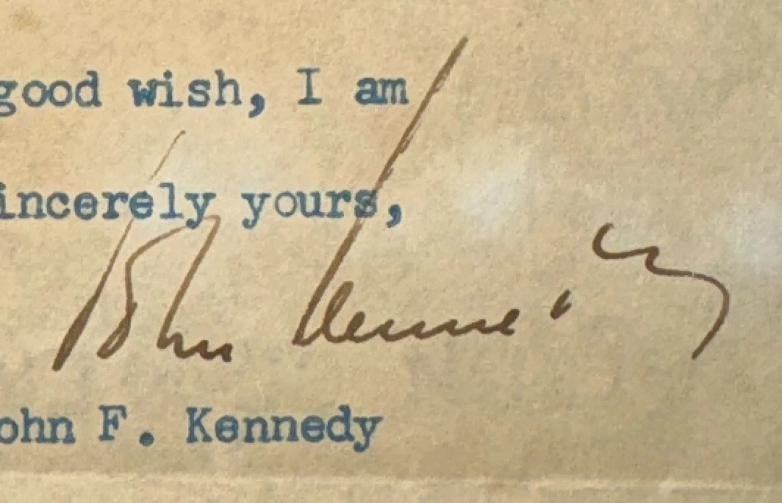 good wish, I am
incerely yours,
John Kennedy
ohn F. Kennedy